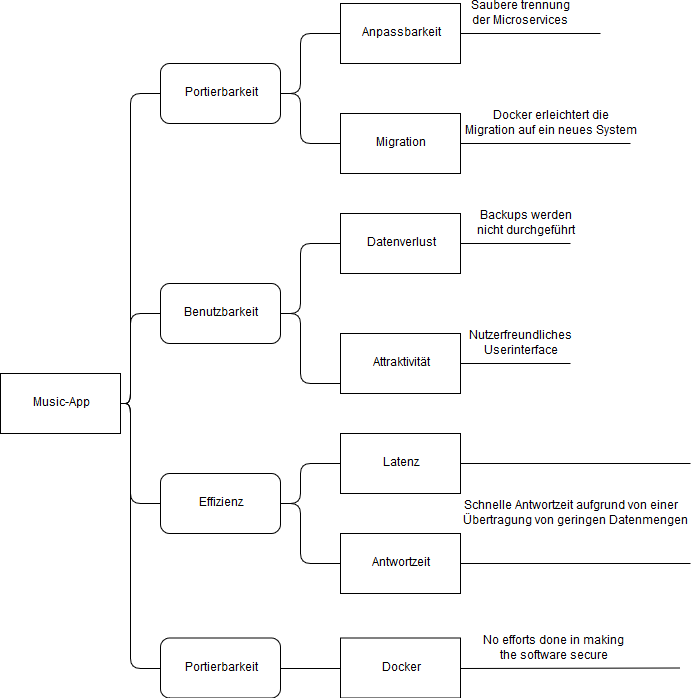 Saubere trennung
der Microservices
Anpassbarkeit
Portierbarkeit
Docker erleichtert die
Migration auf ein neues System
Migration
Backups werden
nicht durchgeführt
Datenverlust
Benutzbarkeit
Nutzerfreundliches
Userinterface
Attraktivität
Music-App
Latenz
Effizienz
Schnelle Antwortzeit aufgrund von einer
Übertragung von geringen Datenmengen
Antwortzeit
Portierbarkeit
Docker
No efforts done in making
the software secure